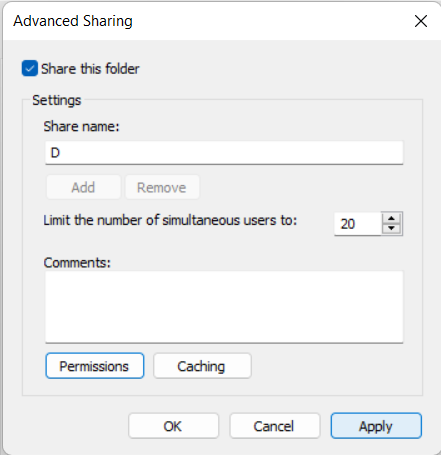 Advanced Sharing
Share this folder
Settings
Share name:
D
Add Remove
Limit the number of simultaneous users to: 20
Comments:
Permissions Caching
OK Cancel Apply